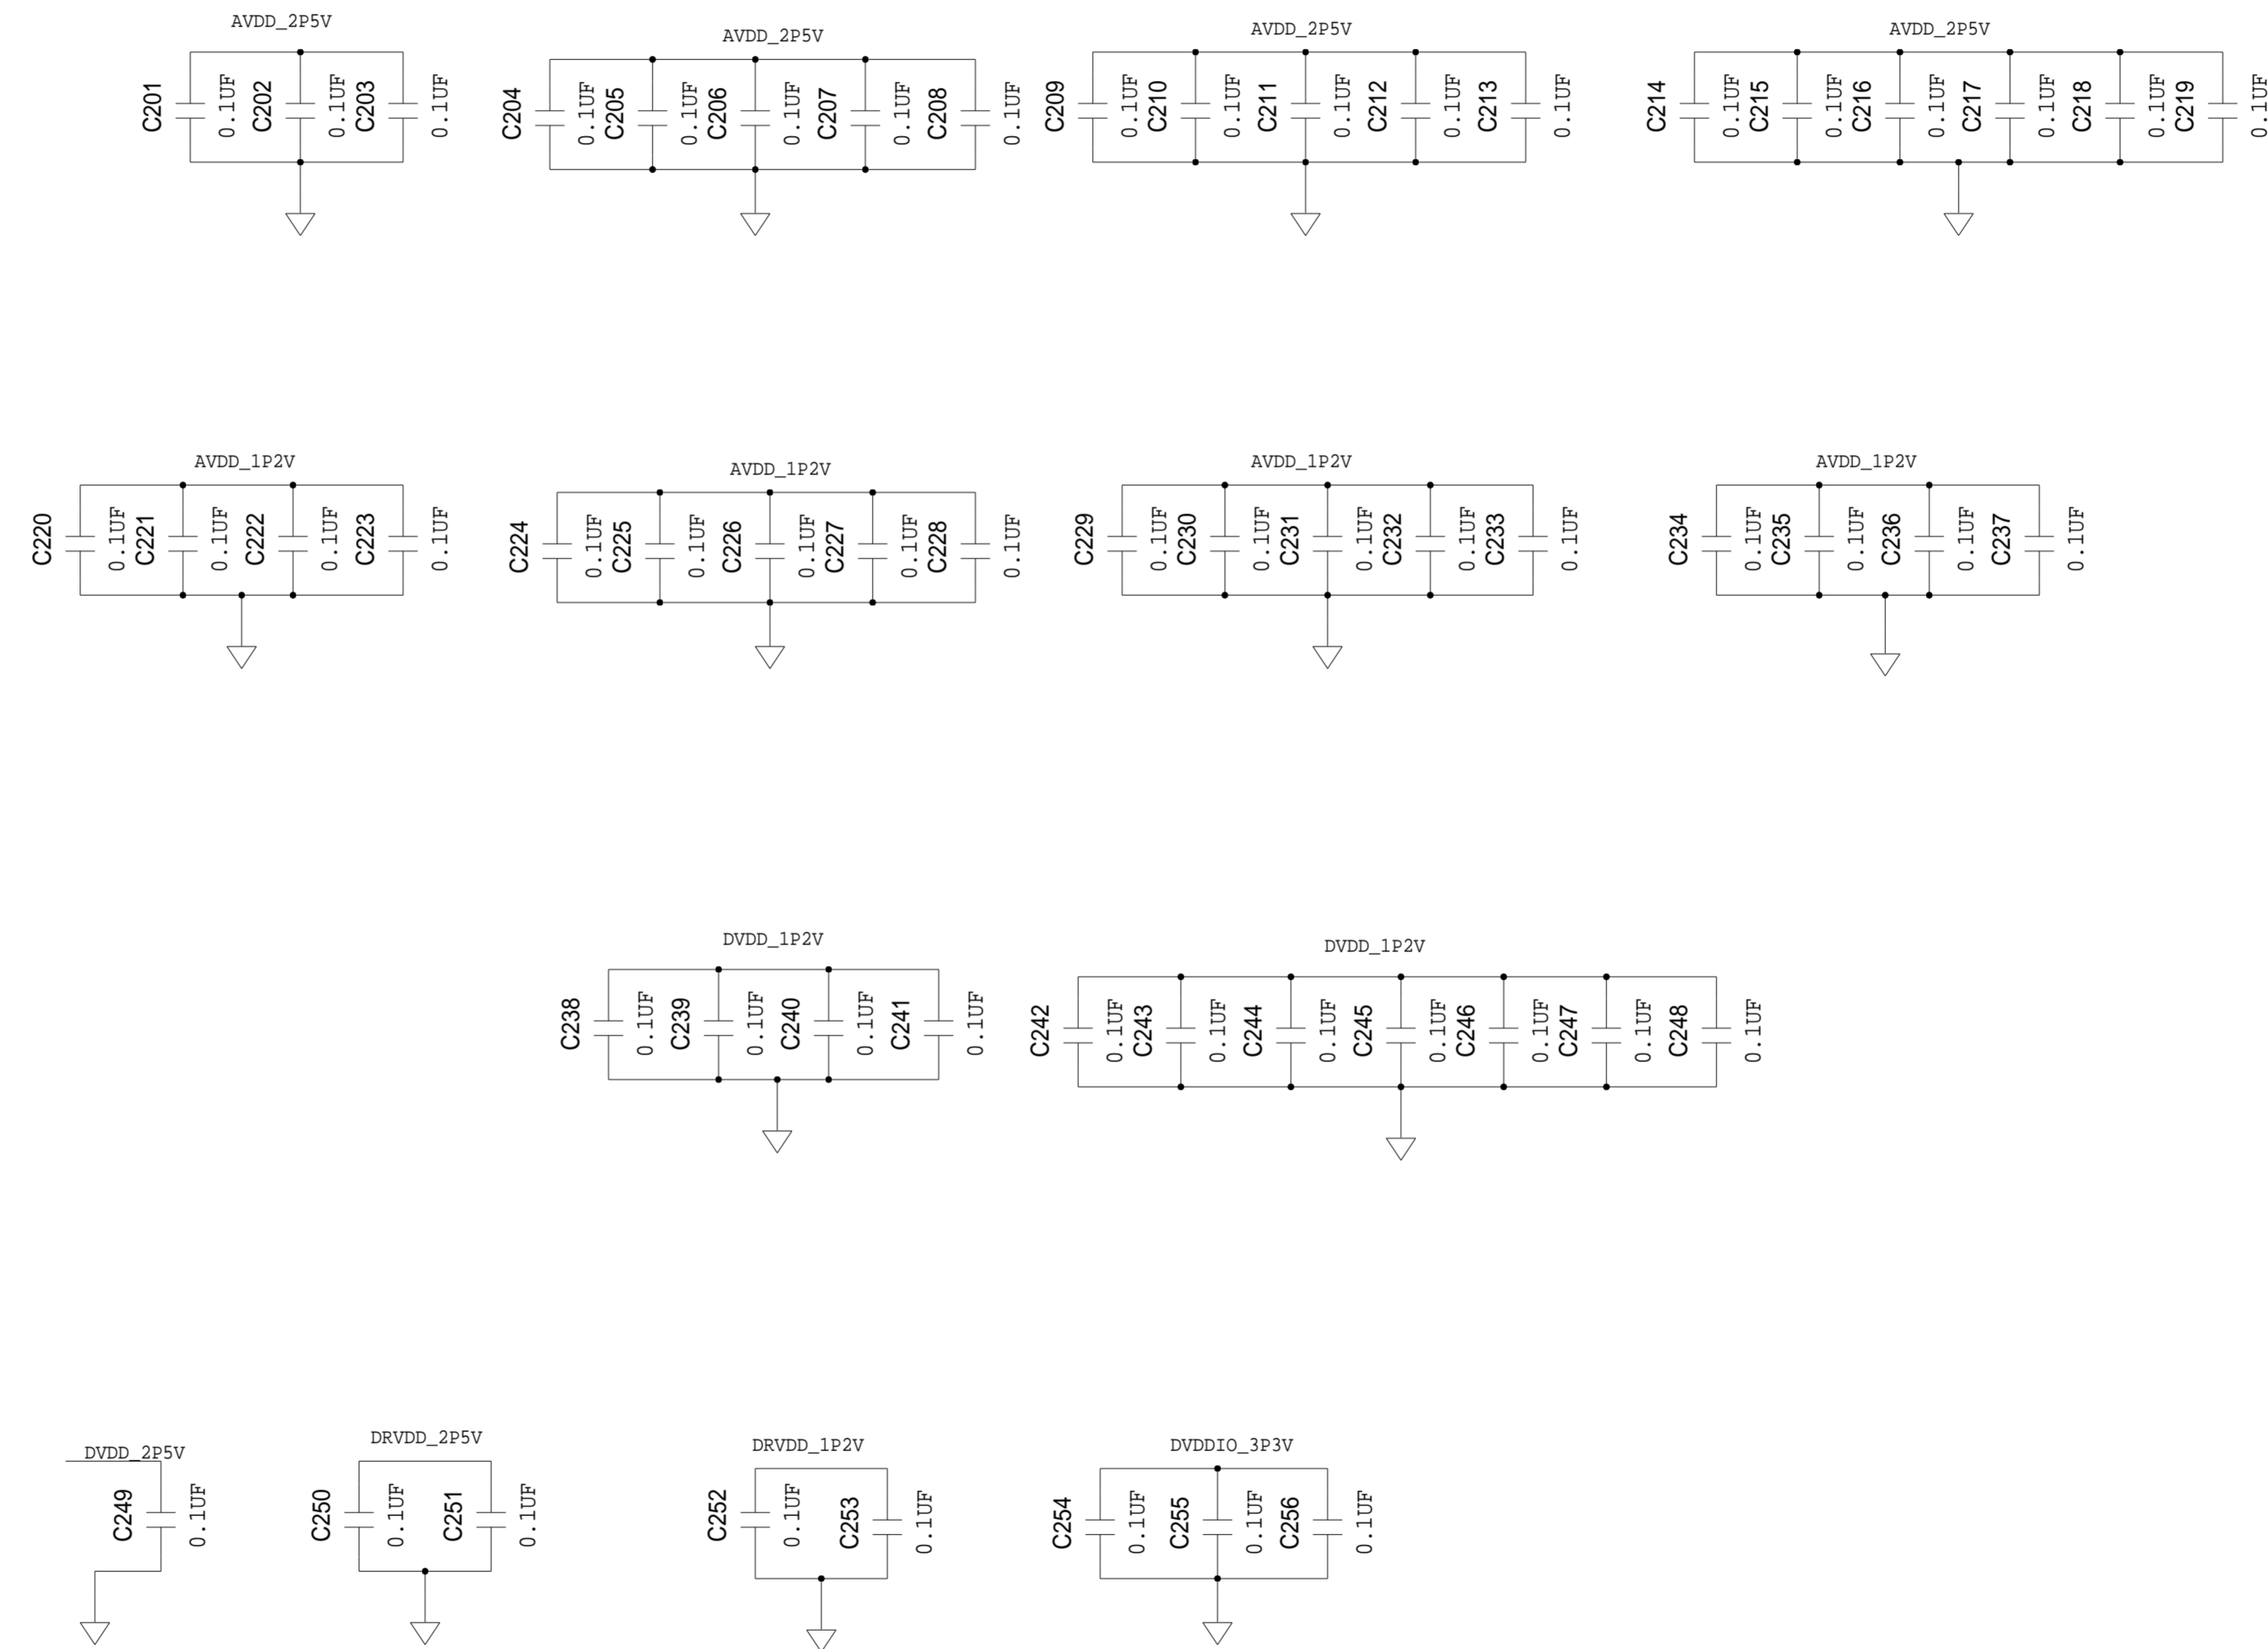 AVDD_2P5V
C201 0.1UF C202 0.1UF C203 0.1UF
AVDD_2P5V
C204 0.1UF C205 0.1UF C206 0.1UF C207 0.1UF C208 0.1UF
AVDD_2P5V
C209 0.1UF C210 0.1UF C211 0.1UF C212 0.1UF C213 0.1UF
AVDD_2P5V
C214 0.1UF C215 0.1UF C216 0.1UF C217 0.1UF C218 0.1UF C219 0.1UF
AVDD_1P2V
C220 0.1UF C221 0.1UF C222 0.1UF C223 0.1UF
AVDD_1P2V
C224 0.1UF C225 0.1UF C226 0.1UF C227 0.1UF C228 0.1UF
AVDD_1P2V
C229 0.1UF C230 0.1UF C231 0.1UF C232 0.1UF C233 0.1UF
AVDD_1P2V
C234 0.1UF C235 0.1UF C236 0.1UF C237 0.1UF
DVDD_1P2V
C238 0.1UF C239 0.1UF C240 0.1UF C241 0.1UF
DVDD_1P2V
C242 0.1UF C243 0.1UF C244 0.1UF C245 0.1UF C246 0.1UF C247 0.1UF C248 0.1UF
DVDD_2P5V
C249 0.1UF
DRVDD_2P5V
C250 0.1UF C251 0.1UF
DRVDD_1P2V
C252 0.1UF C253 0.1UF
DVDDIO_3P3V
C254 0.1UF C255 0.1UF C256 0.1UF